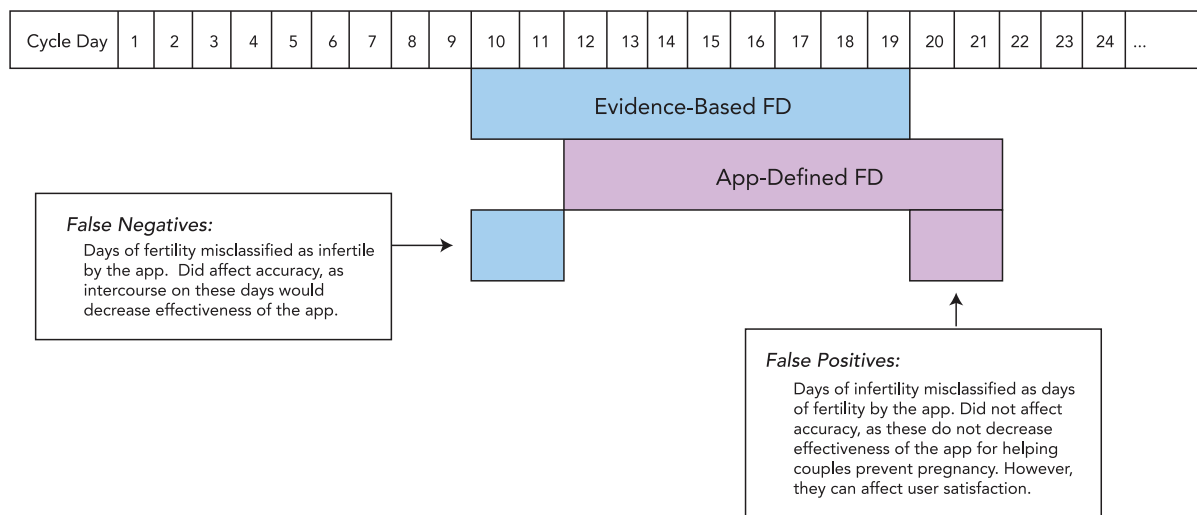 Cycle Day 1 2 3 4 5 6 7 8 9 10 11 12 13 14 15 16 17 18 19 20 21 22 23 24 ...
Evidence-Based FD
App-Defined FD
False Negatives:
Days of fertility misclassified as infertile
by the app.  Did affect accuracy, as
intercourse on these days would
decrease effectiveness of the app.
False Positives:
Days of infertility misclassified as days
of fertility by the app. Did not affect
accuracy, as these do not decrease
effectiveness of the app for helping
couples prevent pregnancy. However,
they can affect user satisfaction.